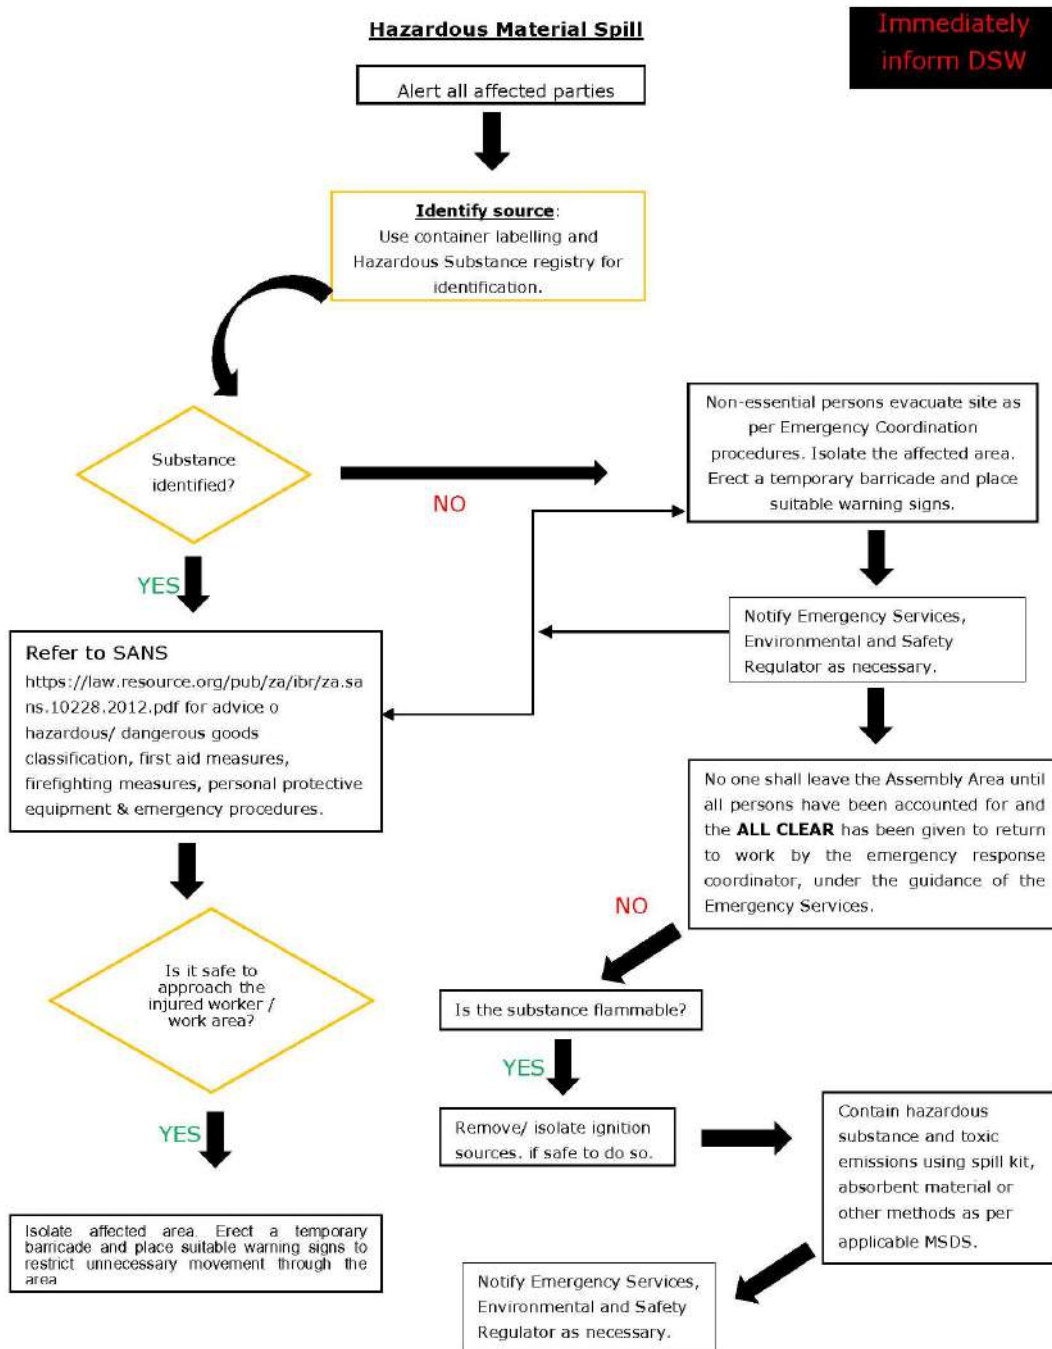 Hazardous Material Spill
Immediately
inform DSW
Alert all affected parties
Identify source:
Use container labelling and
Hazardous Substance registry for
identification.
Substance
identified?
NO
YES
Non-essential persons evacuate site as
per Emergency Coordination
procedures. Isolate the affected area.
Erect a temporary barricade and place
suitable warning signs.
Notify Emergency Services,
Environmental and Safety
Regulator as necessary.
Refer to SANS
https://law.resource.org/pub/za/ibr/za.sa
ns.10228.2012.pdf for advice o
hazardous/ dangerous goods
classification, first aid measures,
firefighting measures, personal protective
equipment & emergency procedures.
No one shall leave the Assembly Area until
all persons have been accounted for and
the ALL CLEAR has been given to return
to work by the emergency response
coordinator, under the guidance of the
Emergency Services.
NO
Is it safe to
approach the
injured worker /
work area?
YES
Is the substance flammable?
YES
Remove/ isolate ignition
sources. if safe to do so.
Contain hazardous
substance and toxic
emissions using spill kit,
absorbent material or
other methods as per
applicable MSDS.
Isolate affected area. Erect a temporary
barricade and place suitable warning signs to
restrict unnecessary movement through the
area
Notify Emergency Services,
Environmental and Safety
Regulator as necessary.